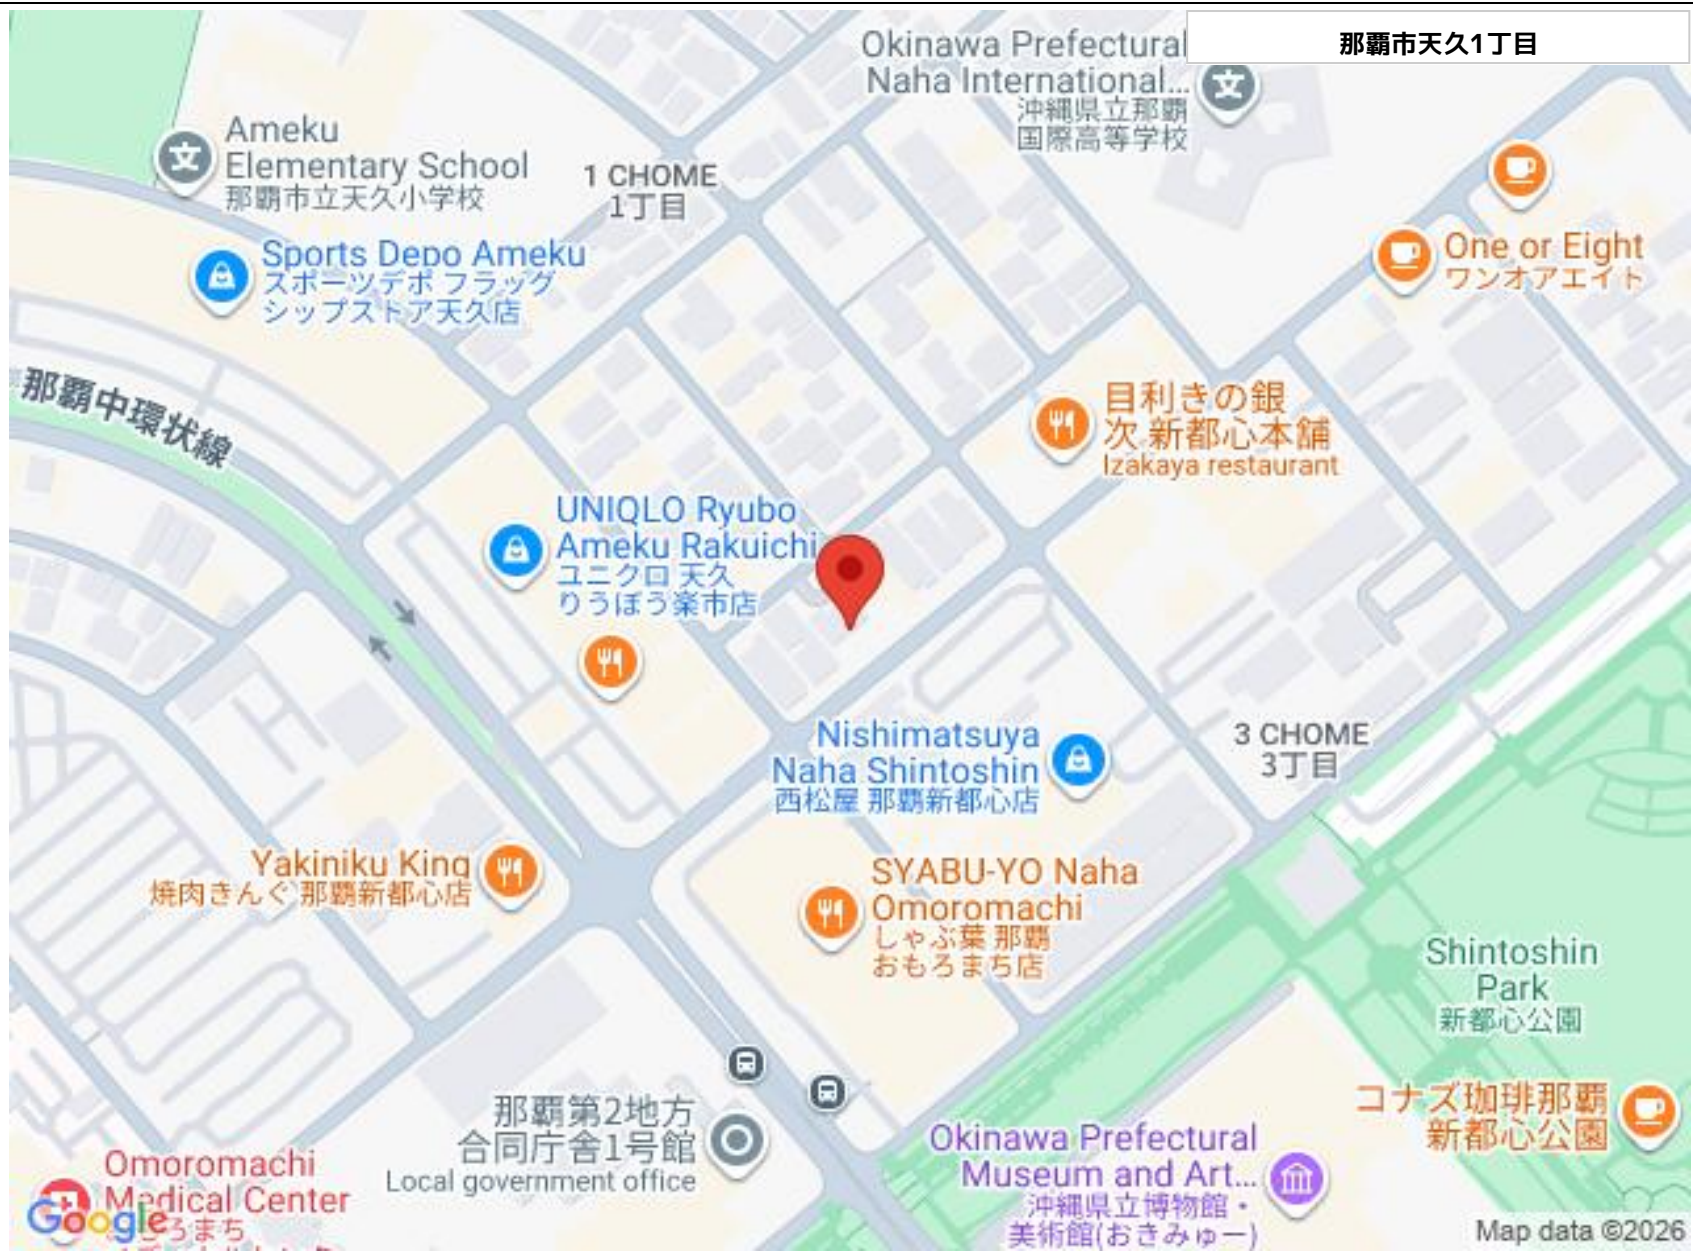 那覇市天久1丁目
Okinawa Prefectural
Naha International...
沖縄県立那覇
国際高等学校
Ameku
Elementary School
那覇市立天久小学校
1 CHOME
1丁目
One or Eight
ワンオアエイト
Sports Depo Ameku
スポーツデポ フラッグ
シップストア天久店
那覇中環状線
目利きの銀
次 新都心本舗
Izakaya restaurant
UNIQLO Ryubo
Ameku Rakuichi
ユニクロ 天久
りうぼう楽市店
Nishimatsuya
Naha Shintoshin
西松屋 那覇新都心店
3 CHOME
3丁目
Yakiniku King
焼肉きんぐ 那覇新都心店
SYABU-YO Naha
Omoromachi
しゃぶ葉 那覇
おもろまち店
Shintoshin
Park
新都心公園
那覇第2地方
合同庁舎1号館
Local government office
コナズ珈琲那覇
新都心公園
Okinawa Prefectural
Museum and Art...
沖縄県立博物館・
美術館(おきみゅー)
Omoromachi
Medical Center
ろまち
Google
Map data ©2026